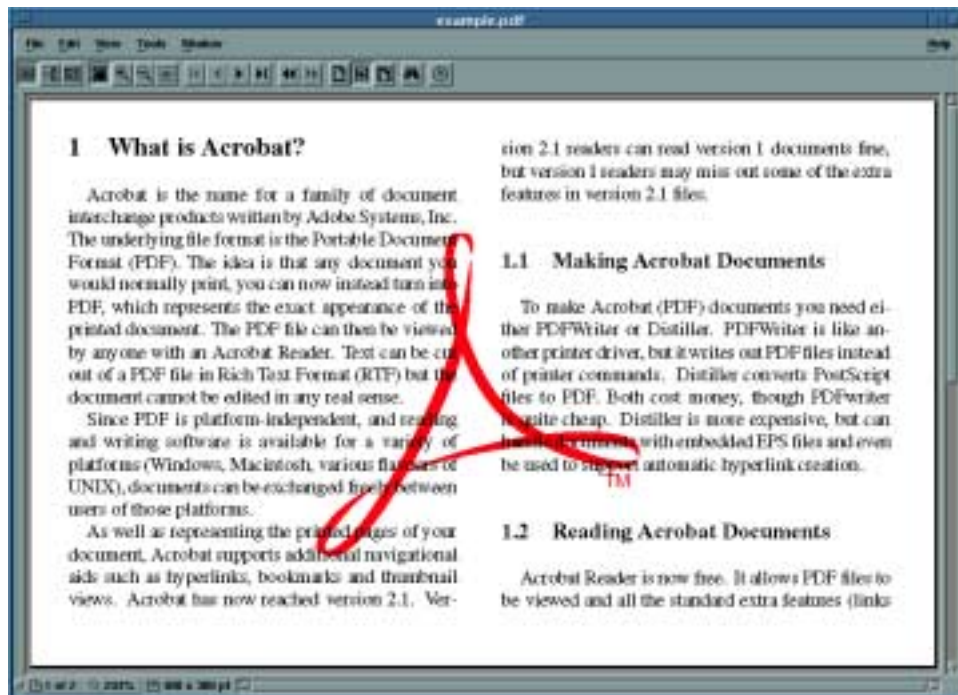 example.pdf
File Edit View Tools Window Help
1 What is Acrobat?
Acrobat is the name for a family of document
interchange products written by Adobe Systems, Inc.
The underlying file format is the Portable Document
Format (PDF). The idea is that any document you
would normally print, you can now instead turn into
PDF, which represents the exact appearance of the
printed document. The PDF file can then be viewed
by anyone with an Acrobat Reader. Text can be cut
out of a PDF file in Rich Text Format (RTF) but the
document cannot be edited in any real sense.
Since PDF is platform-independent, and reading
and writing software is available for a variety of
platforms (Windows, Macintosh, various flavours of
UNIX), documents can be exchanged freely between
users of those platforms.
As well as representing the printed pages of your
document, Acrobat supports additional navigational
aids such as hyperlinks, bookmarks and thumbnail
views. Acrobat has now reached version 2.1. Ver-
sion 2.1 readers can read version 1 documents fine,
but version 1 readers may miss out some of the extra
features in version 2.1 files.
1.1 Making Acrobat Documents
To make Acrobat (PDF) documents you need ei-
ther PDFWriter or Distiller. PDFWriter is like an-
other printer driver, but it writes out PDF files instead
of printer commands. Distiller converts PostScript
files to PDF. Both cost money, though PDFwriter
is quite cheap. Distiller is more expensive, but can
handle documents with embedded EPS files and even
be used to support automatic hyperlink creation.
TM
1.2 Reading Acrobat Documents
Acrobat Reader is now free. It allows PDF files to
be viewed and all the standard extra features (links
1 of 2